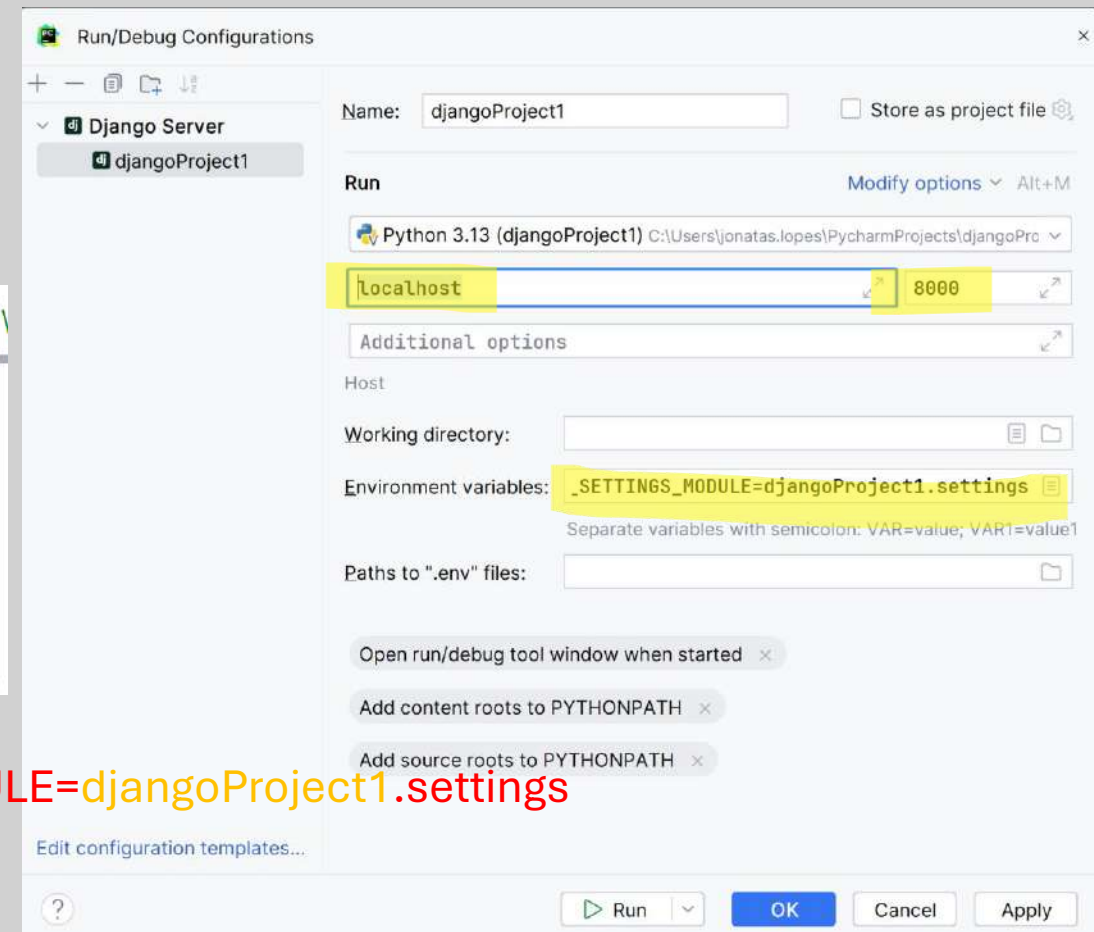 Run/Debug Configurations
Django Server
djangoProject1
Name: djangoProject1 Store as project file
Run Modify options Alt+M
Python 3.13 (djangoProject1) C:\Users\jonatas.lopes\PycharmProjects\djangoPro
localhost 8000
Additional options
Host
Working directory:
Environment variables: _SETTINGS_MODULE=djangoProject1.settings
Separate variables with semicolon: VAR=value; VAR1=value1
Paths to ".env" files:
Open run/debug tool window when started
Add content roots to PYTHONPATH
Add source roots to PYTHONPATH
LE=djangoProject1.settings
Edit configuration templates...
? Run OK Cancel Apply